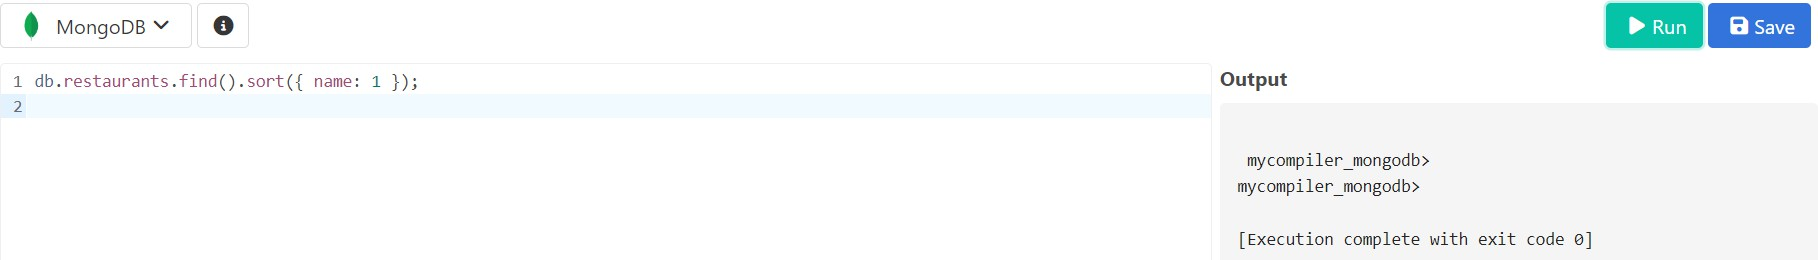 MongoDB
Run
Save
1 db.restaurants.find().sort({ name: 1 });
2
Output
mycompiler_mongodb>
mycompiler_mongodb>
[Execution complete with exit code 0]